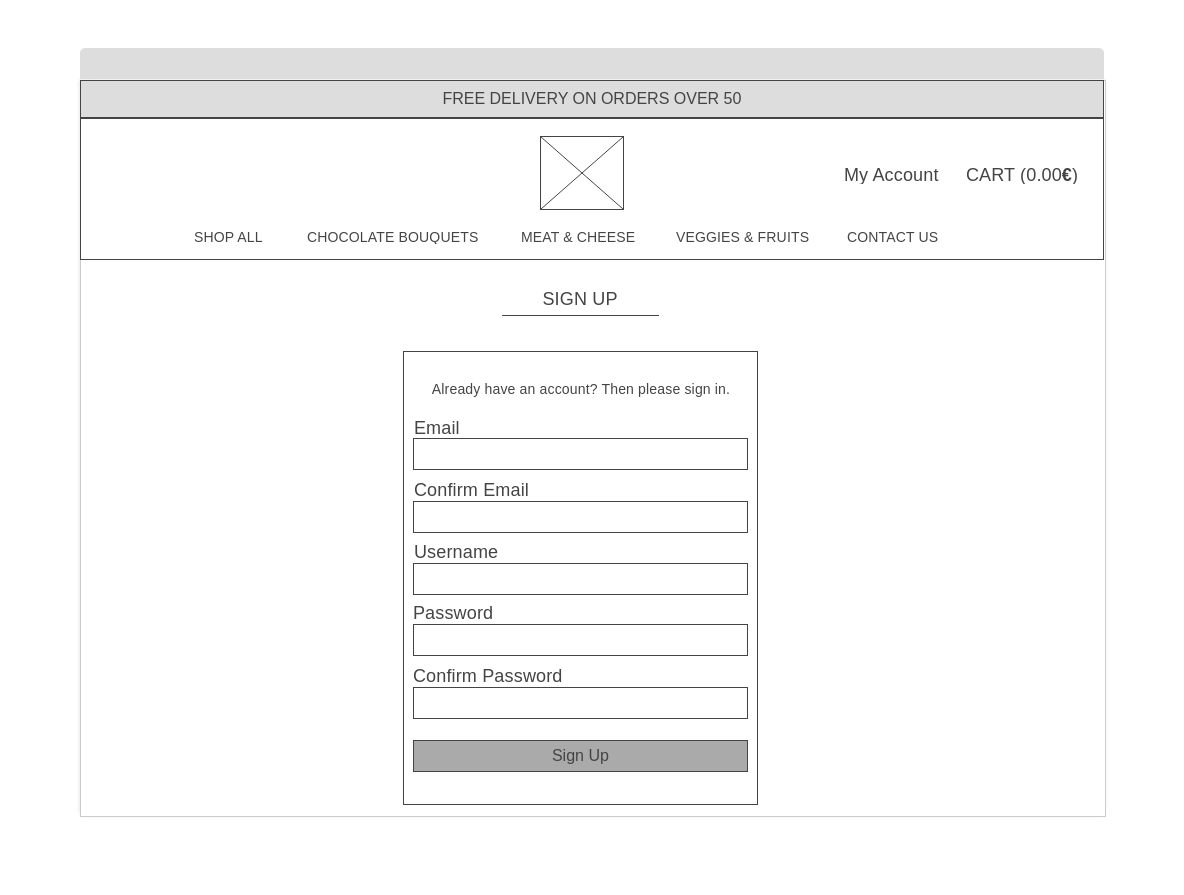 FREE DELIVERY ON ORDERS OVER 50
My Account CART (0.00€)
SHOP ALL CHOCOLATE BOUQUETS MEAT & CHEESE VEGGIES & FRUITS CONTACT US
SIGN UP
Already have an account? Then please sign in.
Email
Confirm Email
Username
Password
Confirm Password
Sign Up